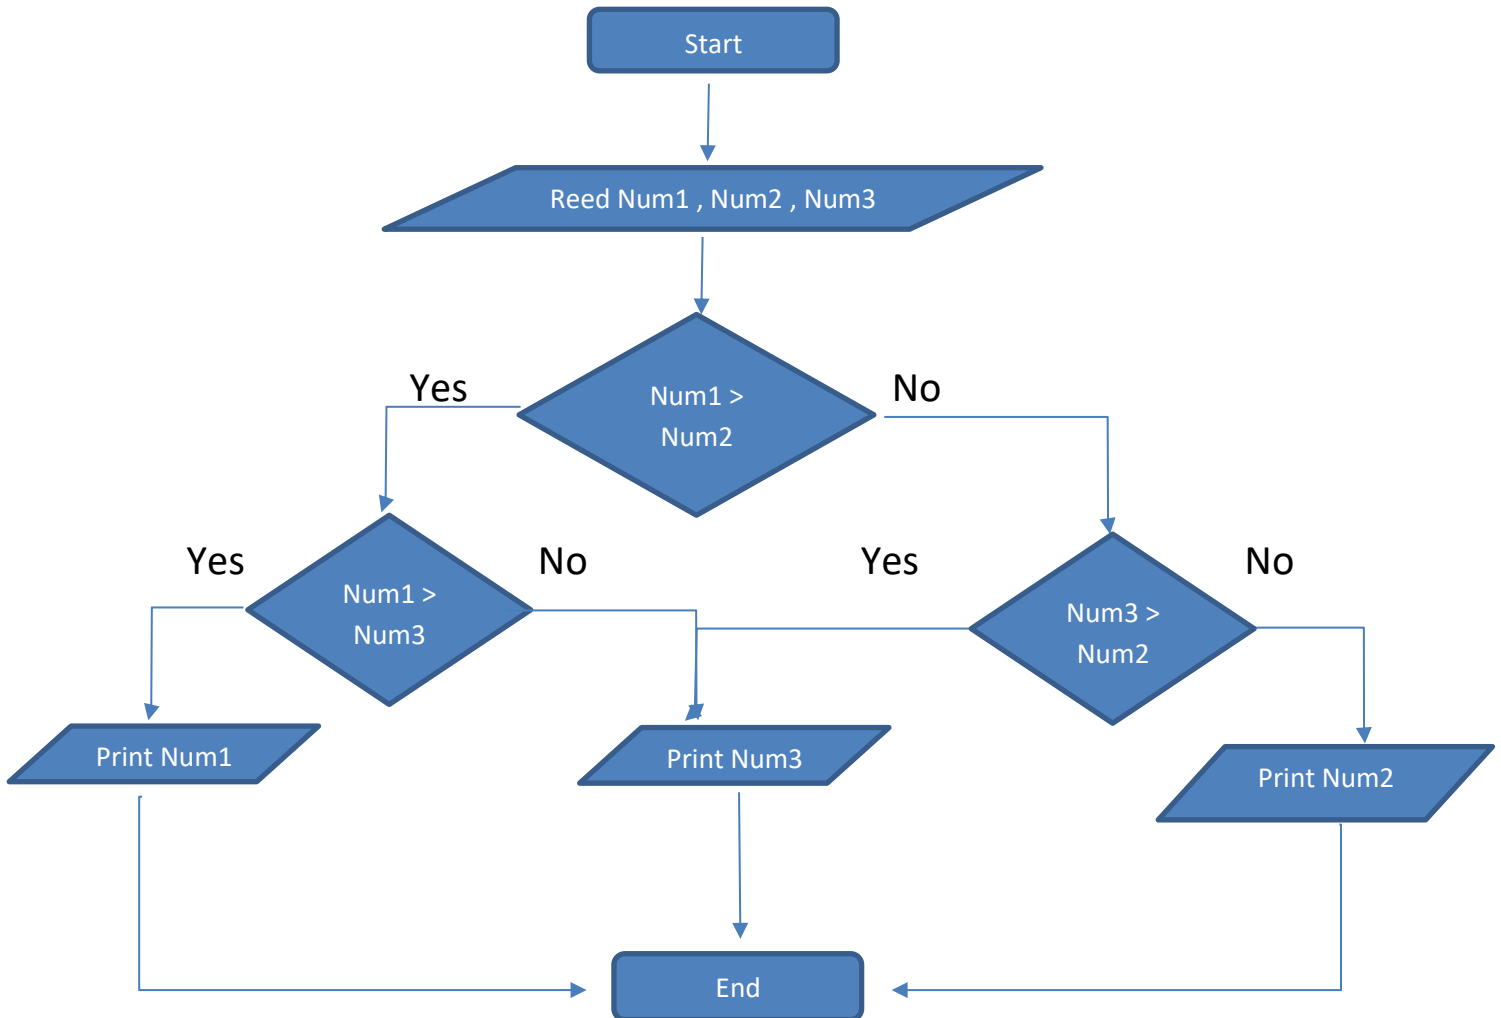 Start
Reed Num1 , Num2 , Num3
Yes
No
Num1 >
Num2
Yes
No
Yes
No
Num1 >
Num3
Num3 >
Num2
Print Num1
Print Num3
Print Num2
End